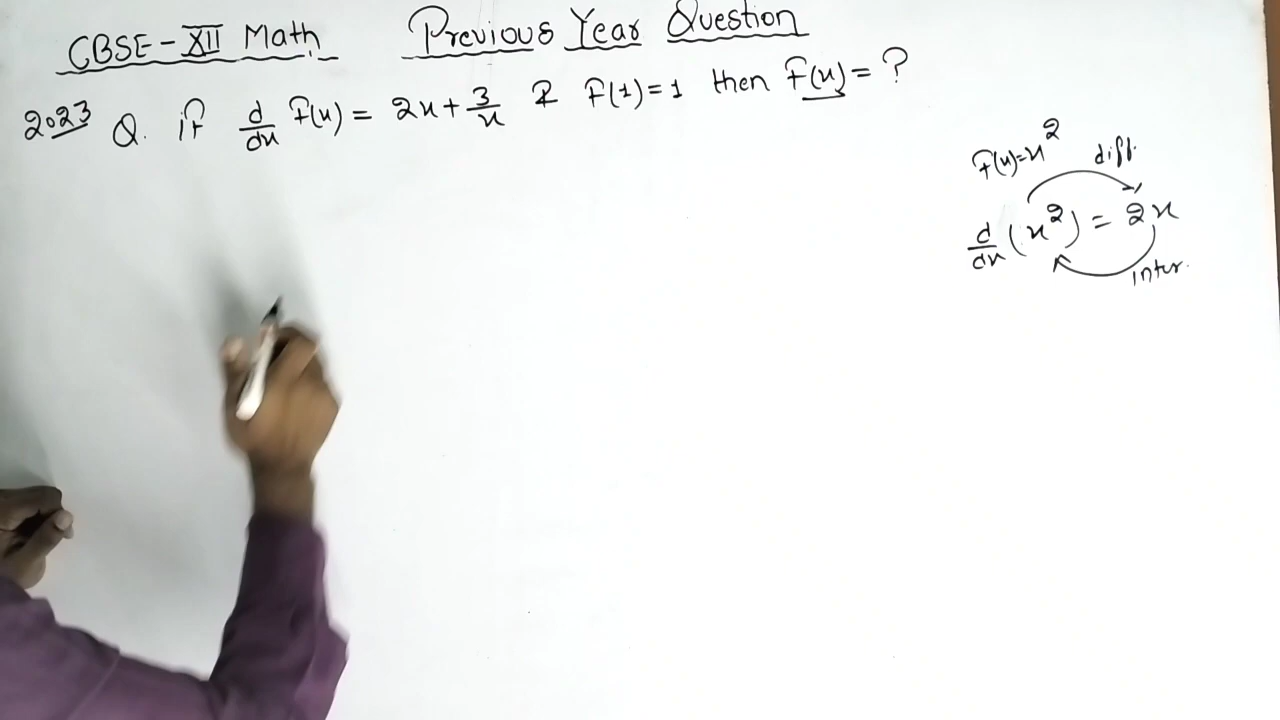 CBSE - XII Math Previous Year Question
2023 Q. if d/dx f(x) = 2x + 3/x & f(1) = 1 then f(x) = ?
f(x) = x²
diff.
d/dx (x²) = 2x
inter.